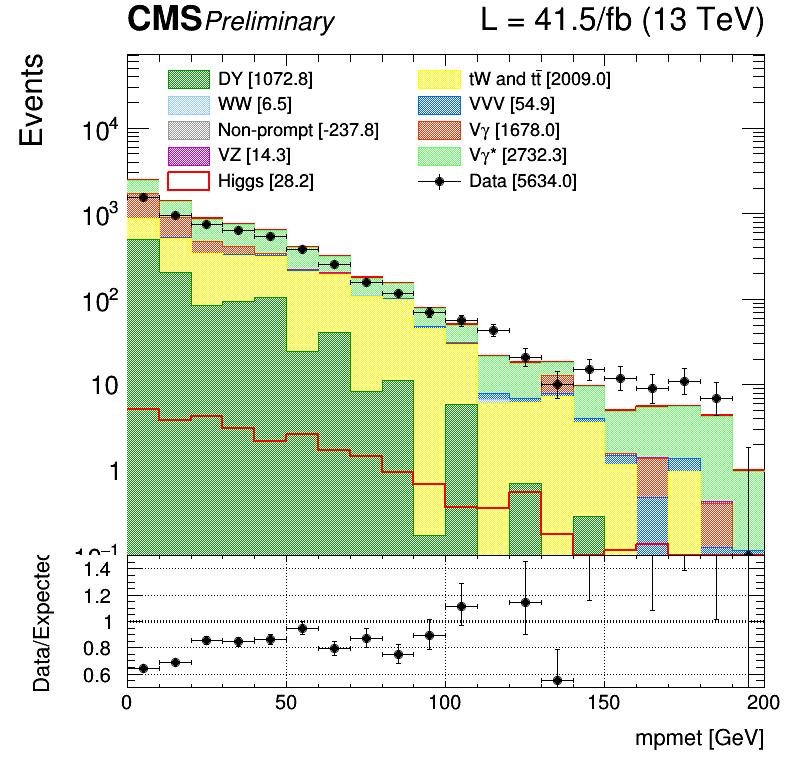 CMS Preliminary L = 41.5/fb (13 TeV)
Events
DY [1072.8]
WW [6.5]
Non-prompt [-237.8]
VZ [14.3]
Higgs [28.2]
tW and tt̄ [2009.0]
VVV [54.9]
Vγ [1678.0]
Vγ* [2732.3]
Data [5634.0]
10⁴
10³
10²
10
1
10⁻¹
Data/Expected
1.4
1.2
1
0.8
0.6
0 50 100 150 200
mpmet [GeV]